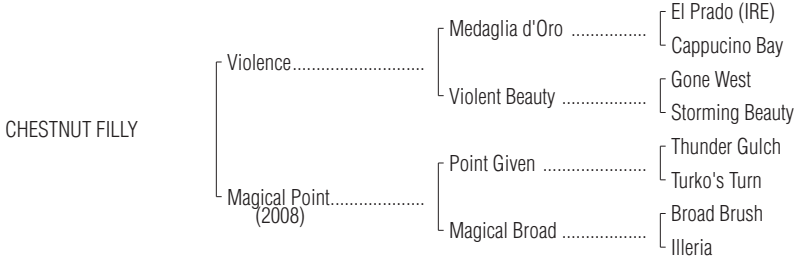 El Prado (IRE)
Medaglia d'Oro ................
Cappucino Bay
Violence............................
Gone West
Violent Beauty ..................
Storming Beauty
CHESTNUT FILLY
Thunder Gulch
Point Given ......................
Turko's Turn
Magical Point....................
(2008)
Broad Brush
Magical Broad ..................
Illeria